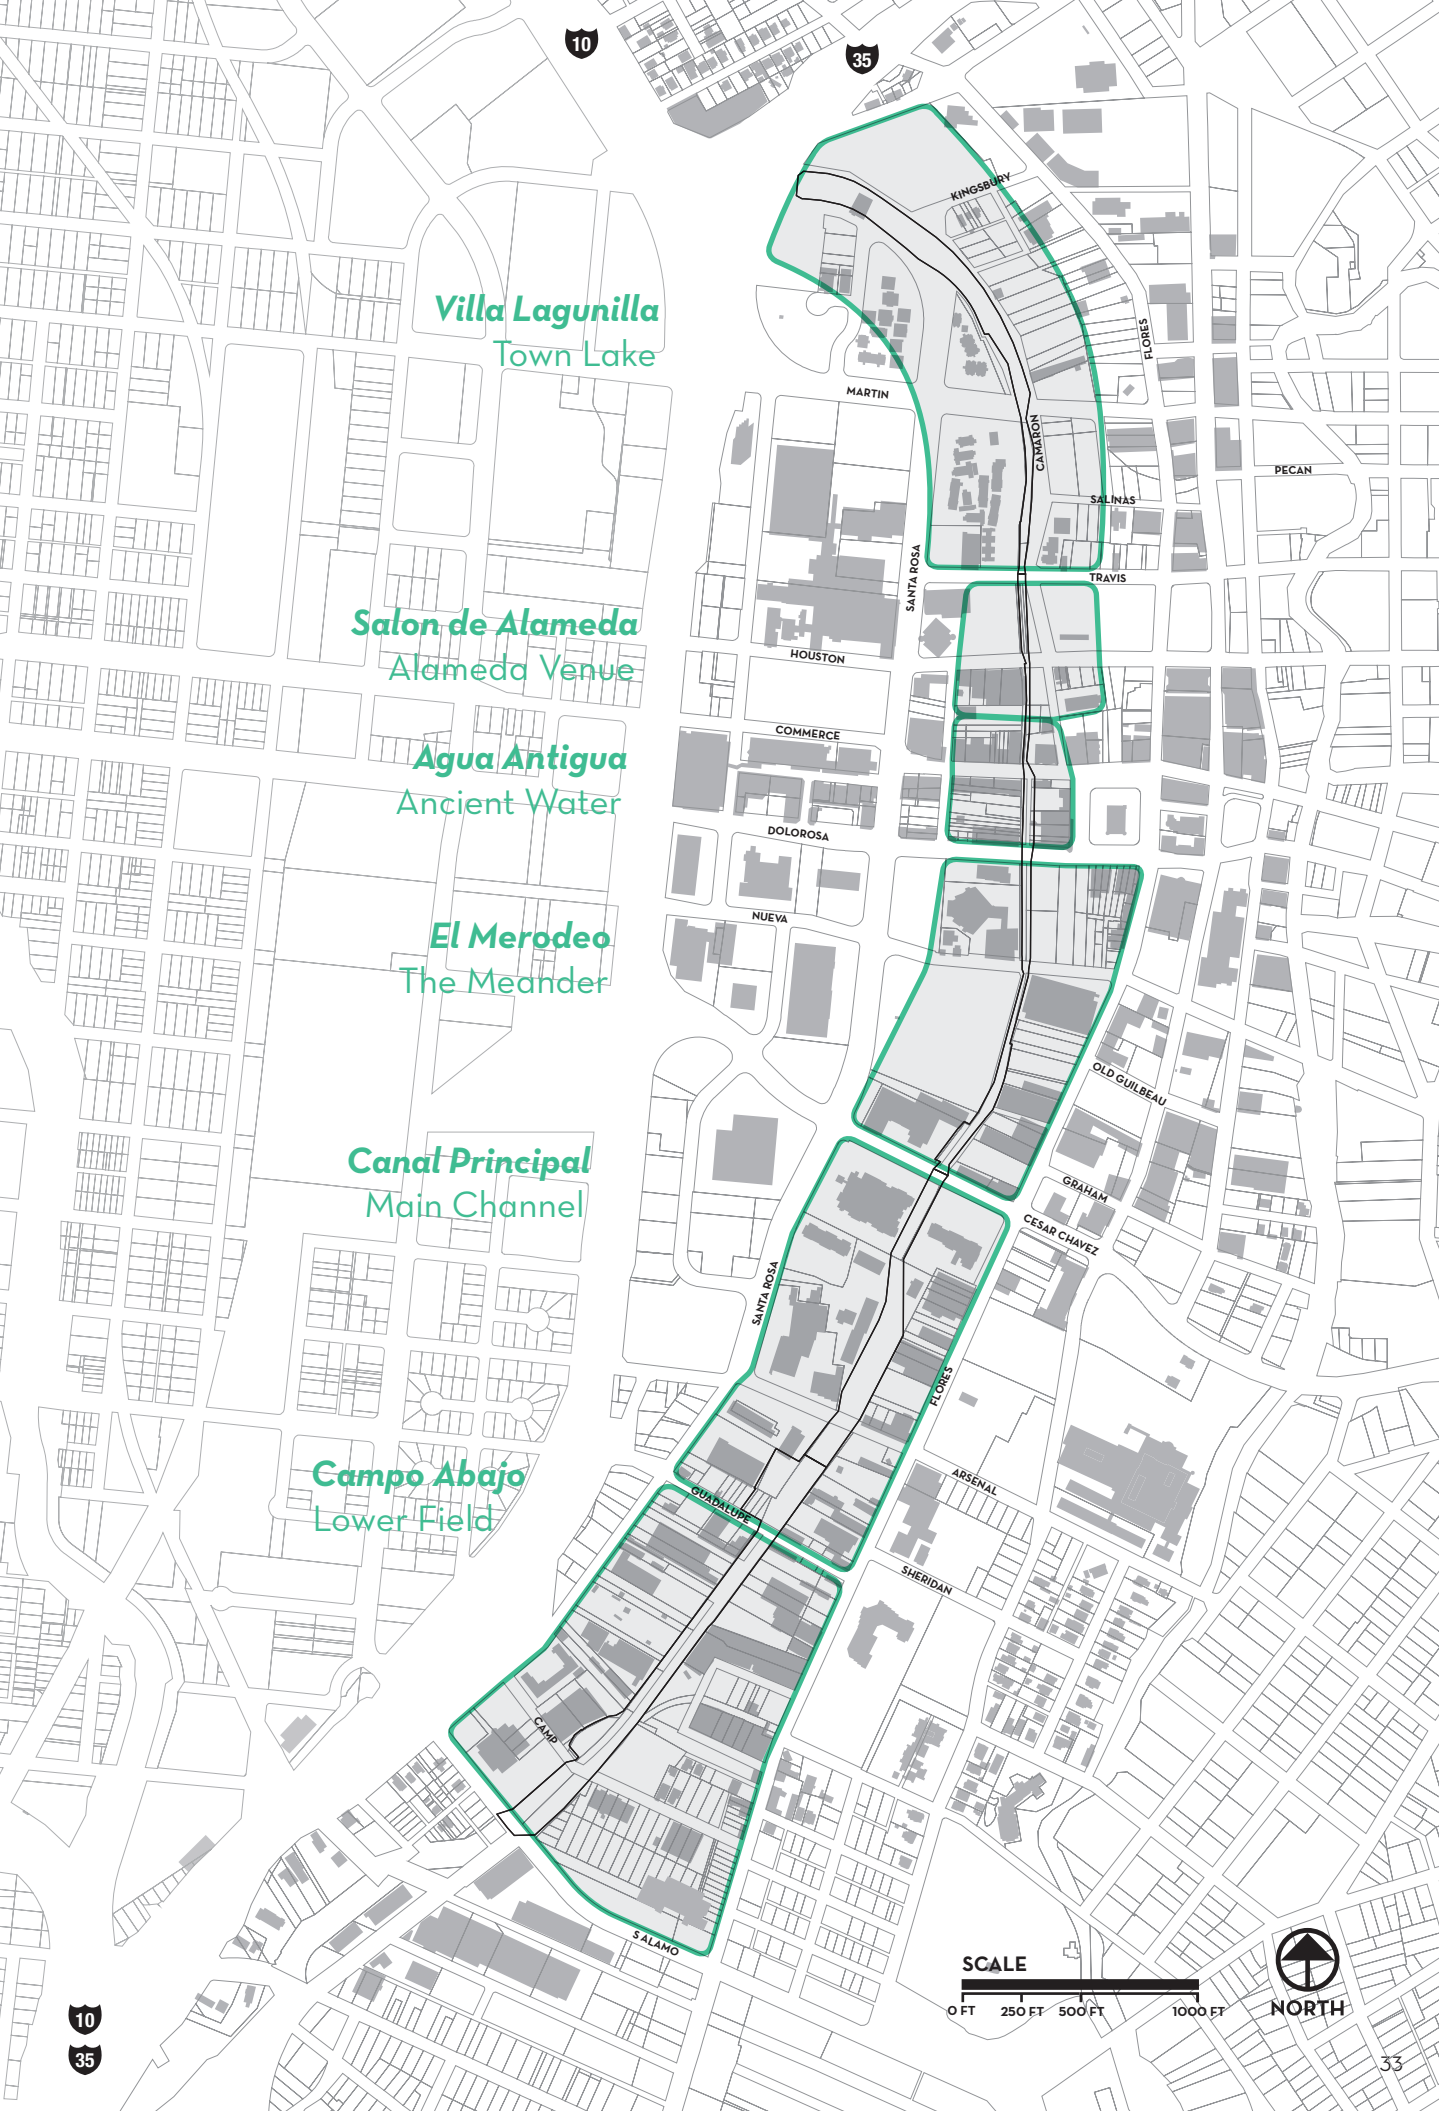 10
35
KINGSBURY
Villa Lagunilla
Town Lake
FLORES
MARTIN
CAMARON
PECAN
SALINAS
SANTA ROSA
TRAVIS
Salon de Alameda
Alameda Venue
HOUSTON
COMMERCE
Agua Antigua
Ancient Water
DOLOROSA
NUEVA
El Merodeo
The Meander
OLD GUILBEAU
Canal Principal
Main Channel
GRAHAM
CESAR CHAVEZ
SANTA ROSA
FLORES
Campo Abajo
Lower Field
ARSENAL
GUADALUPE
SHERIDAN
CAMP
S ALAMO
SCALE
0 FT 250 FT 500 FT 1000 FT
NORTH
10
35
33